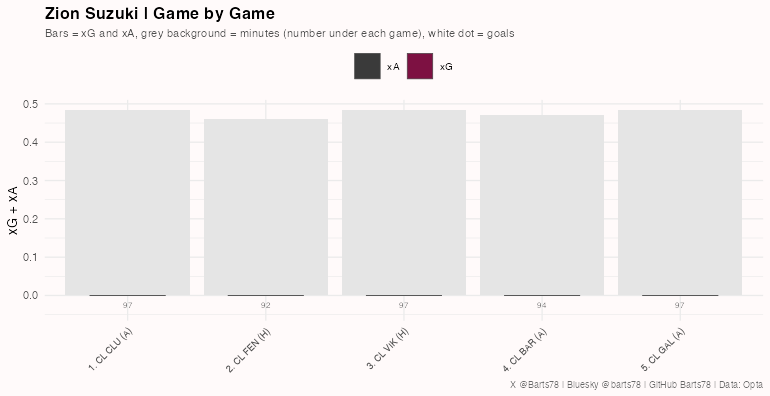 Zion Suzuki | Game by Game
Bars = xG and xA, grey background = minutes (number under each game), white dot = goals
xA xG
xG + xA
0.5
0.4
0.3
0.2
0.1
0.0
97 92 97 94 97
1. CL CLU (A) 2. CL FEN (H) 3. CL VIK (H) 4. CL BAR (A) 5. CL GAL (A)
X @Barts78 | Bluesky @barts78 | GitHub Barts78 | Data: Opta